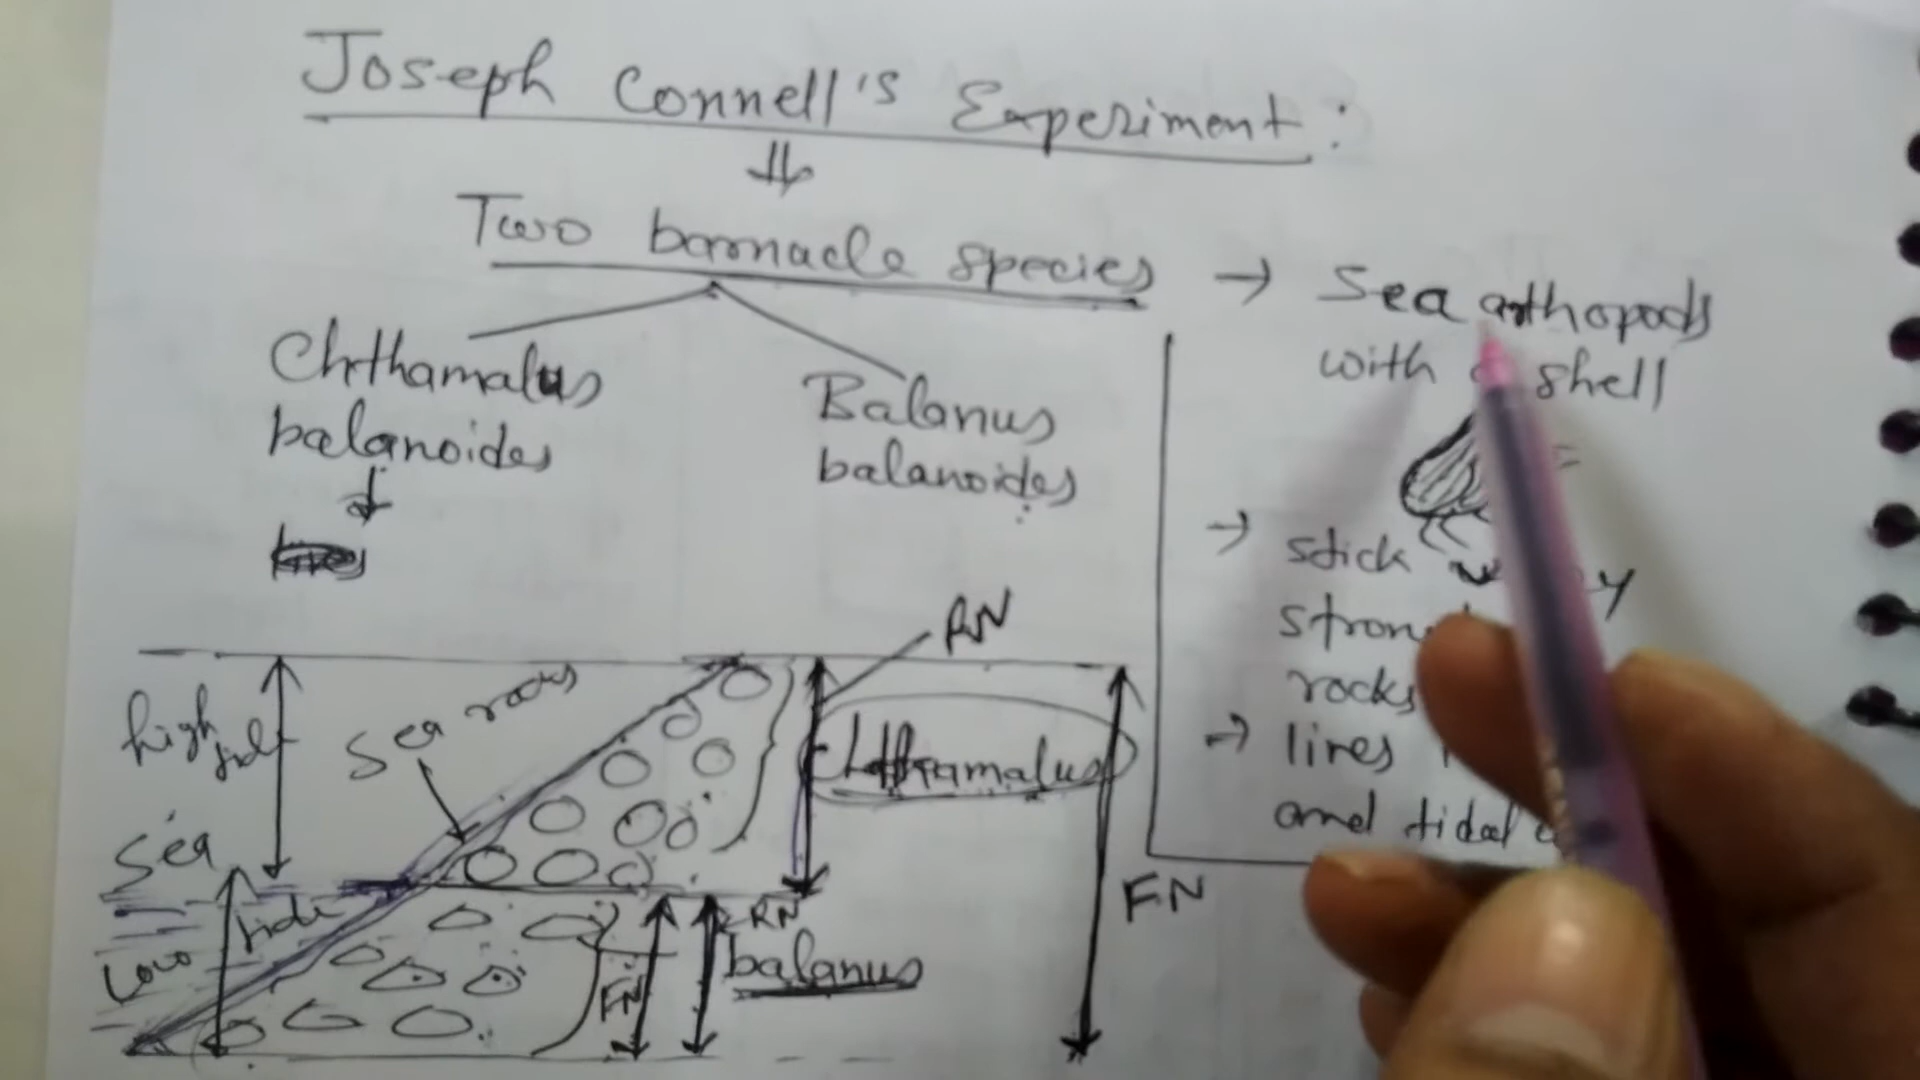 Joseph Connell's Experiment:
Two barnacle species → Sea arthopods
with a shell
Chthamalus
balanoides
Balanus
balanoides
→ stick
rocks
→ lives
and tidal
RN
high
tide
Sea rocks
Chthamalus
Sea
low tide
RN
balanus
FN
FN